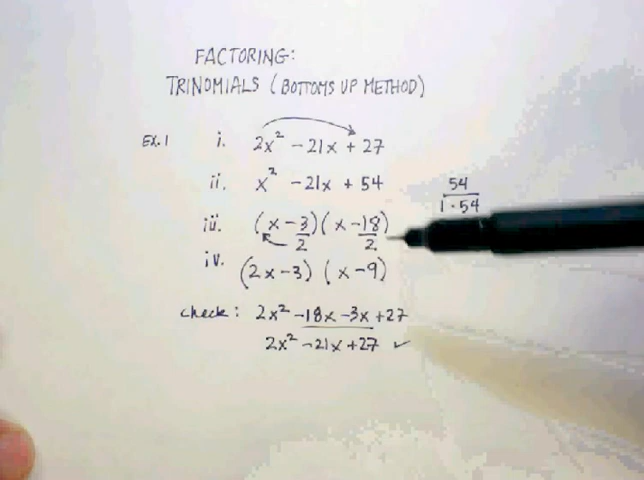 FACTORING:
TRINOMIALS (BOTTOMS UP METHOD)
EX. 1 i. 2x² - 21x + 27
ii. x² - 21x + 54
54
1 · 54
iii. (x - 3/2)(x - 18/2)
iv. (2x - 3) (x - 9)
check: 2x² - 18x - 3x + 27
2x² - 21x + 27 ✓